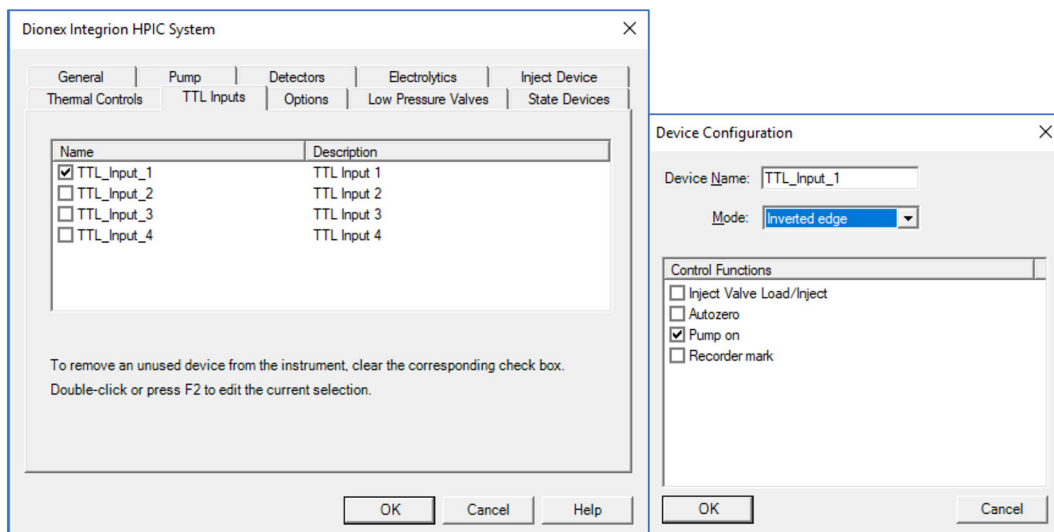 Dionex Integrion HPIC System
General Pump Detectors Electrolytics Inject Device
Thermal Controls TTL Inputs Options Low Pressure Valves State Devices
Name Description
TTL_Input_1 TTL Input 1
TTL_Input_2 TTL Input 2
TTL_Input_3 TTL Input 3
TTL_Input_4 TTL Input 4
To remove an unused device from the instrument, clear the corresponding check box.
Double-click or press F2 to edit the current selection.
OK Cancel Help
Device Configuration
Device Name: TTL_Input_1
Mode: Inverted edge
Control Functions
Inject Valve Load/Inject
Autozero
Pump on
Recorder mark
OK Cancel